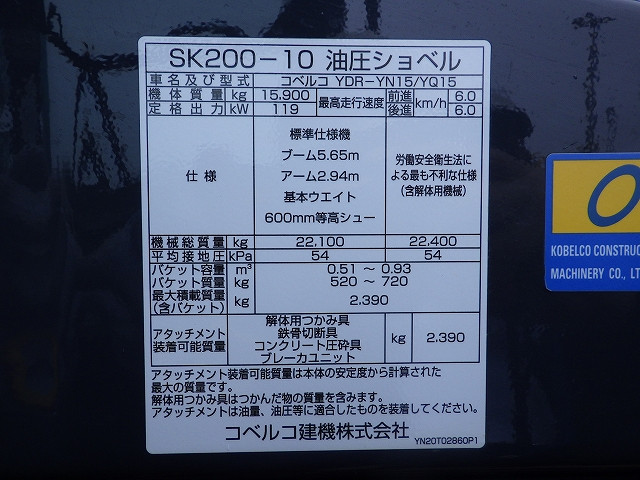 SK200-10 油圧ショベル
車名及び型式 コベルコ YDR-YN15/YQ15
機体質量 kg 15,900 最高走行速度 前進 km/h 6.0
定格出力 kW 119 後進 6.0
標準仕様機
ブーム5.65m 労働安全衛生法に
仕様 アーム2.94m よる最も不利な仕様
基本ウエイト (含解体用機械)
600mm等高シュー
機械総質量 kg 22,100 22,400
平均接地圧 kPa 54 54
バケット容量 m³ 0.51 ～ 0.93
バケット質量 kg 520 ～ 720
最大積載質量 kg 2,390
(含バケット)
解体用つかみ具
アタッチメント 鉄骨切断具 kg 2,390
装着可能質量 コンクリート圧砕具
ブレーカユニット
アタッチメント装着可能質量は本体の安定度から計算された
最大の質量です。
解体用つかみ具はつかんだ物の質量を含みます。
アタッチメントは油量、油圧等に適合したものを装着してください。
コベルコ建機株式会社 YN20T02860P1
KOBELCO CONSTRUC
MACHINERY CO., LT